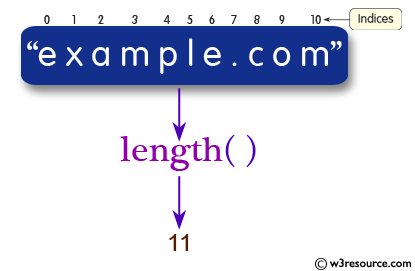 0 1 2 3 4 5 6 7 8 9 10 Indices
“example.com”
length( )
11
© w3resource.com